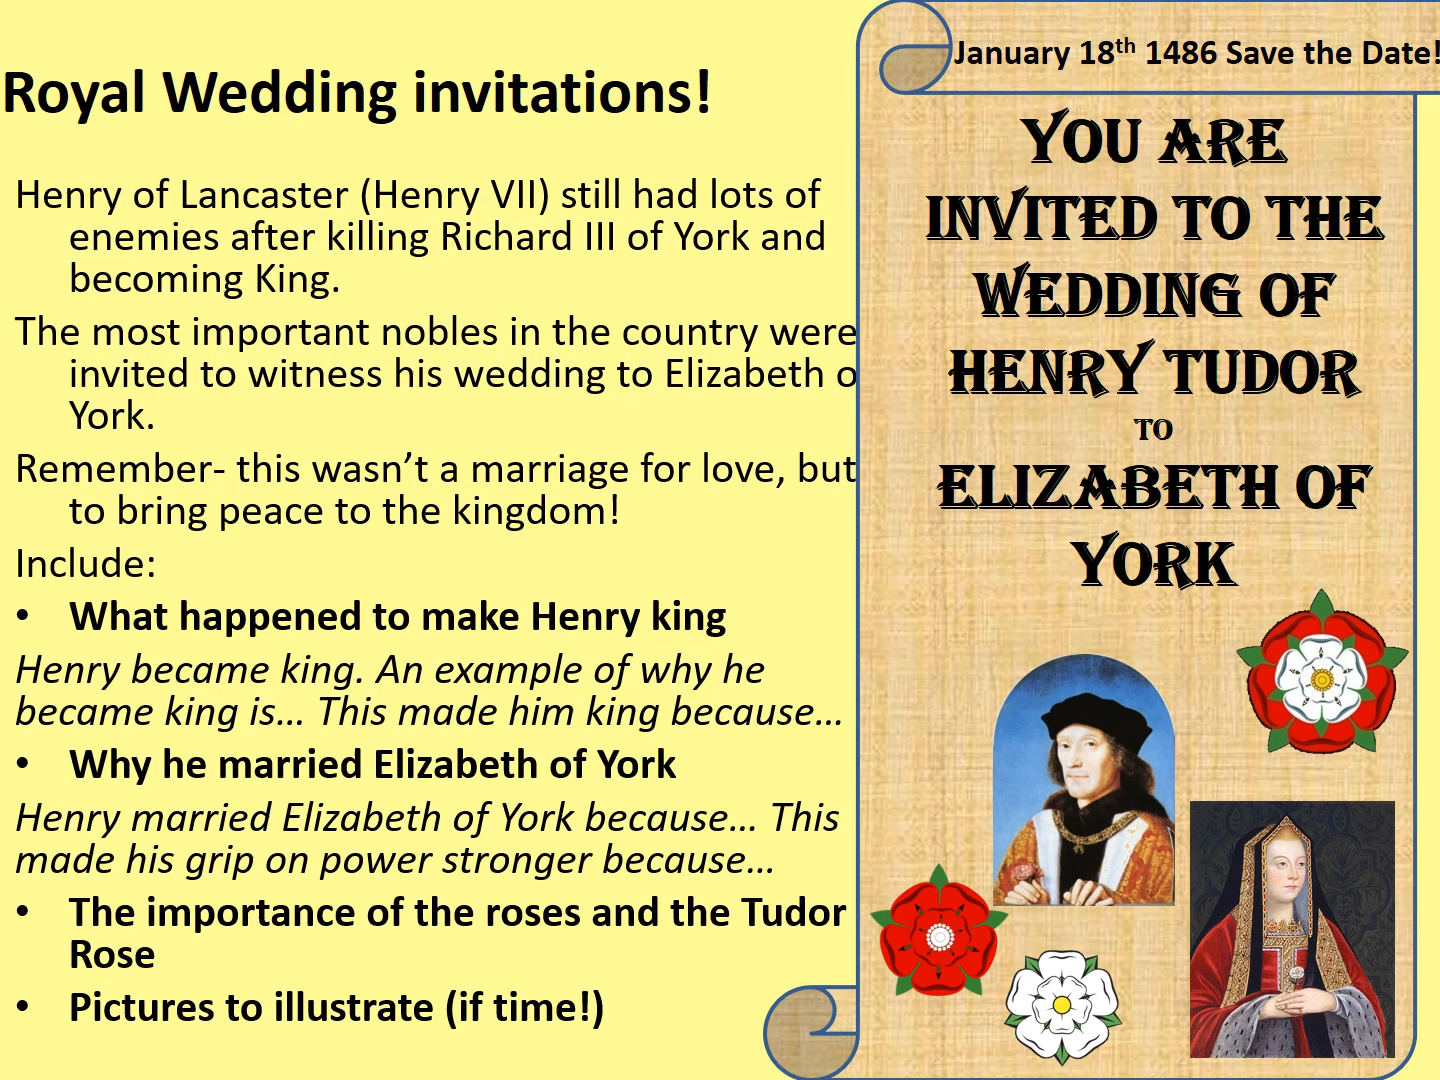 Royal Wedding invitations!
Henry of Lancaster (Henry VII) still had lots of
enemies after killing Richard III of York and
becoming King.
The most important nobles in the country were
invited to witness his wedding to Elizabeth o
York.
Remember- this wasn’t a marriage for love, but
to bring peace to the kingdom!
Include:
• What happened to make Henry king
Henry became king. An example of why he
became king is… This made him king because…
• Why he married Elizabeth of York
Henry married Elizabeth of York because… This
made his grip on power stronger because…
• The importance of the roses and the Tudor
Rose
• Pictures to illustrate (if time!)
January 18th 1486 Save the Date!
YOU ARE
INVITED TO THE
WEDDING OF
HENRY TUDOR
TO
ELIZABETH OF
YORK